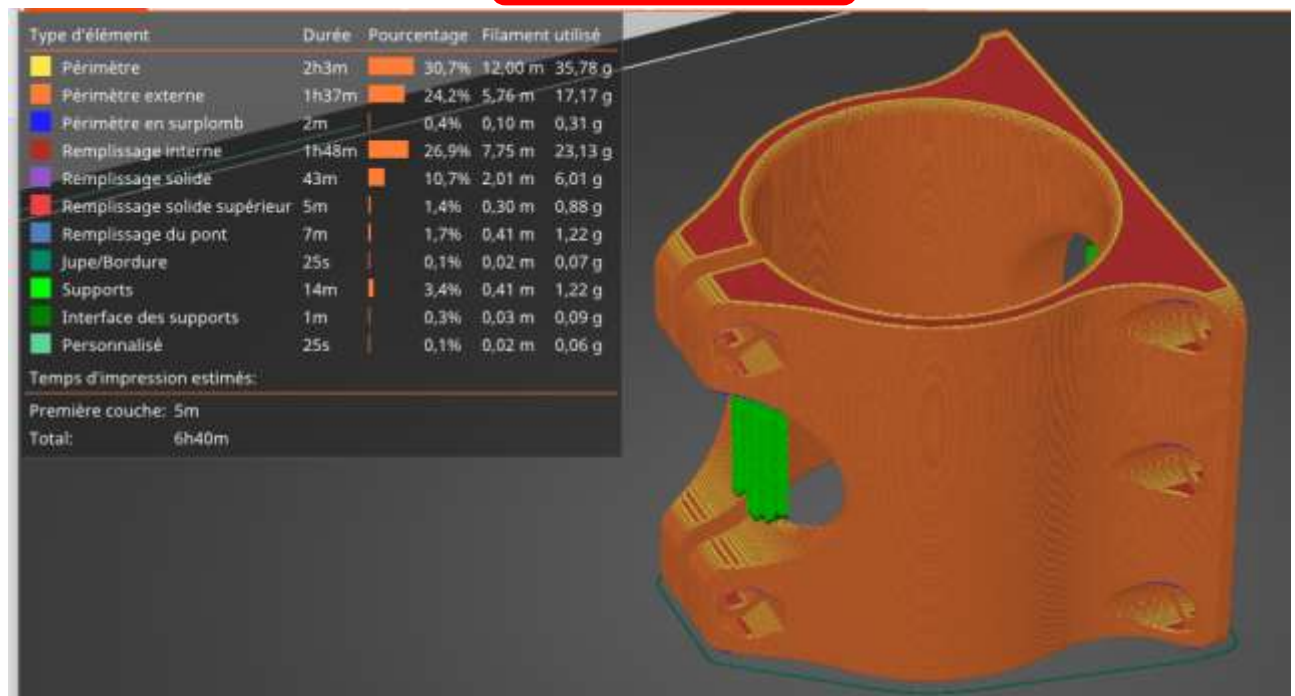 Type d'élément Durée Pourcentage Filament utilisé
Périmètre 2h3m 30,7% 12,00 m 35,78 g
Périmètre externe 1h37m 24,2% 5,76 m 17,17 g
Périmètre en surplomb 2m 0,4% 0,10 m 0,31 g
Remplissage interne 1h48m 26,9% 7,75 m 23,13 g
Remplissage solide 43m 10,7% 2,01 m 6,01 g
Remplissage solide supérieur 5m 1,4% 0,30 m 0,88 g
Remplissage du pont 7m 1,7% 0,41 m 1,22 g
Jupe/Bordure 25s 0,1% 0,02 m 0,07 g
Supports 14m 3,4% 0,41 m 1,22 g
Interface des supports 1m 0,3% 0,03 m 0,09 g
Personnalisé 25s 0,1% 0,02 m 0,06 g
Temps d'impression estimés:
Première couche: 5m
Total: 6h40m